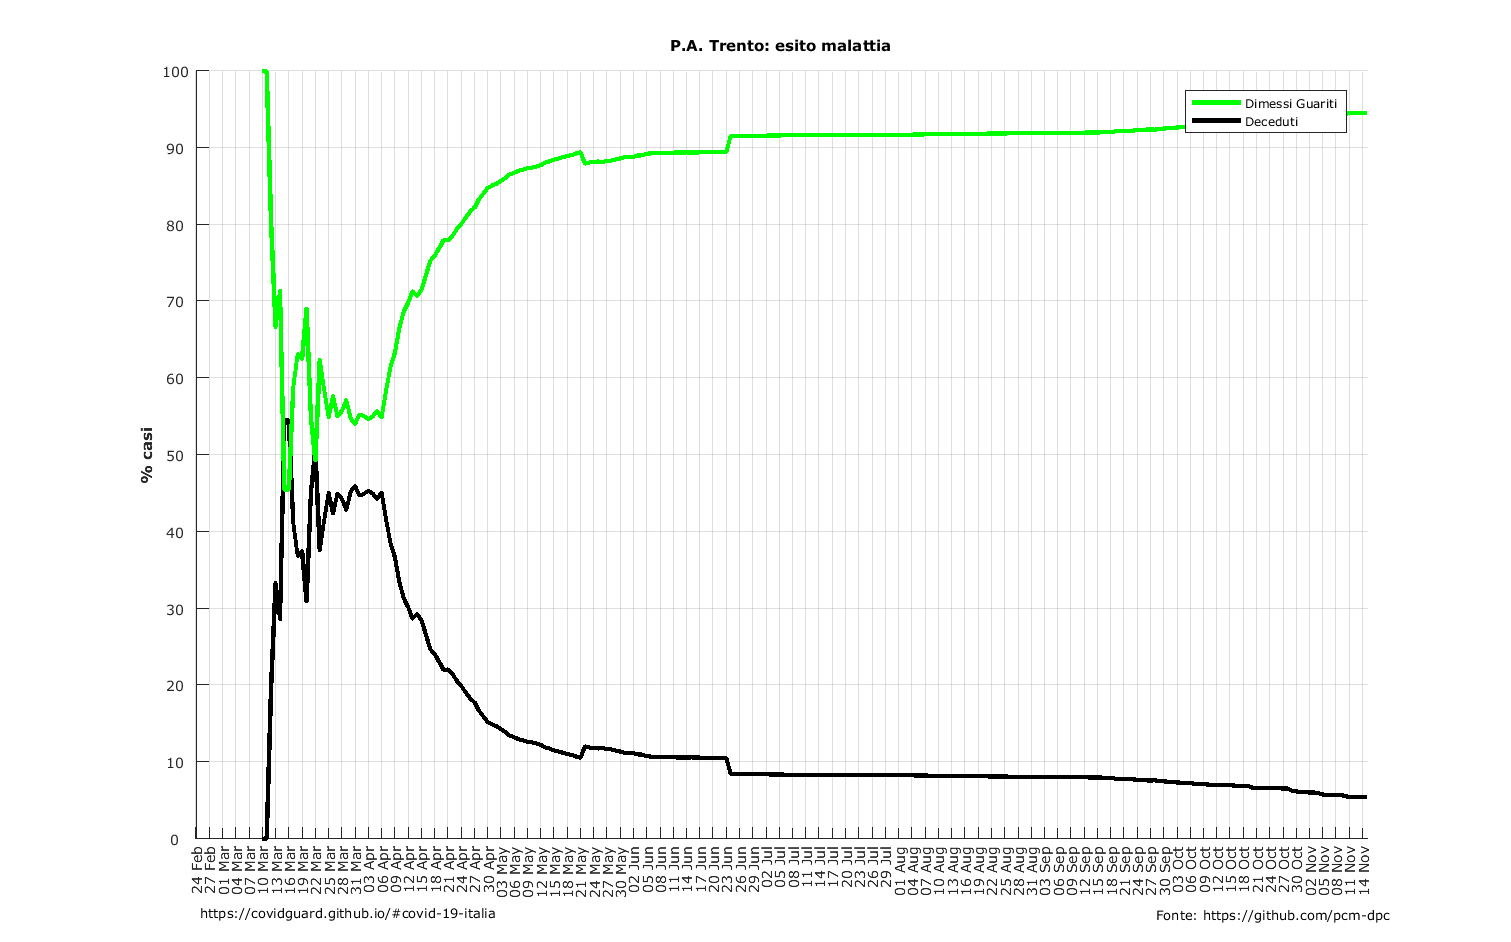 P.A. Trento: esito malattia
Dimessi Guariti
Deceduti
% casi
100
90
80
70
60
50
40
30
20
10
0
24 Feb
27 Feb
01 Mar
04 Mar
07 Mar
10 Mar
13 Mar
16 Mar
19 Mar
22 Mar
25 Mar
28 Mar
31 Mar
03 Apr
06 Apr
09 Apr
12 Apr
15 Apr
18 Apr
21 Apr
24 Apr
27 Apr
30 Apr
03 May
06 May
09 May
12 May
15 May
18 May
21 May
24 May
27 May
30 May
02 Jun
05 Jun
08 Jun
11 Jun
14 Jun
17 Jun
20 Jun
23 Jun
26 Jun
29 Jun
02 Jul
05 Jul
08 Jul
11 Jul
14 Jul
17 Jul
20 Jul
23 Jul
26 Jul
29 Jul
01 Aug
04 Aug
07 Aug
10 Aug
13 Aug
16 Aug
19 Aug
22 Aug
25 Aug
28 Aug
31 Aug
03 Sep
06 Sep
09 Sep
12 Sep
15 Sep
18 Sep
21 Sep
24 Sep
27 Sep
30 Sep
03 Oct
06 Oct
09 Oct
12 Oct
15 Oct
18 Oct
21 Oct
24 Oct
27 Oct
30 Oct
02 Nov
05 Nov
08 Nov
11 Nov
14 Nov
https://covidguard.github.io/#covid-19-italia
Fonte: https://github.com/pcm-dpc